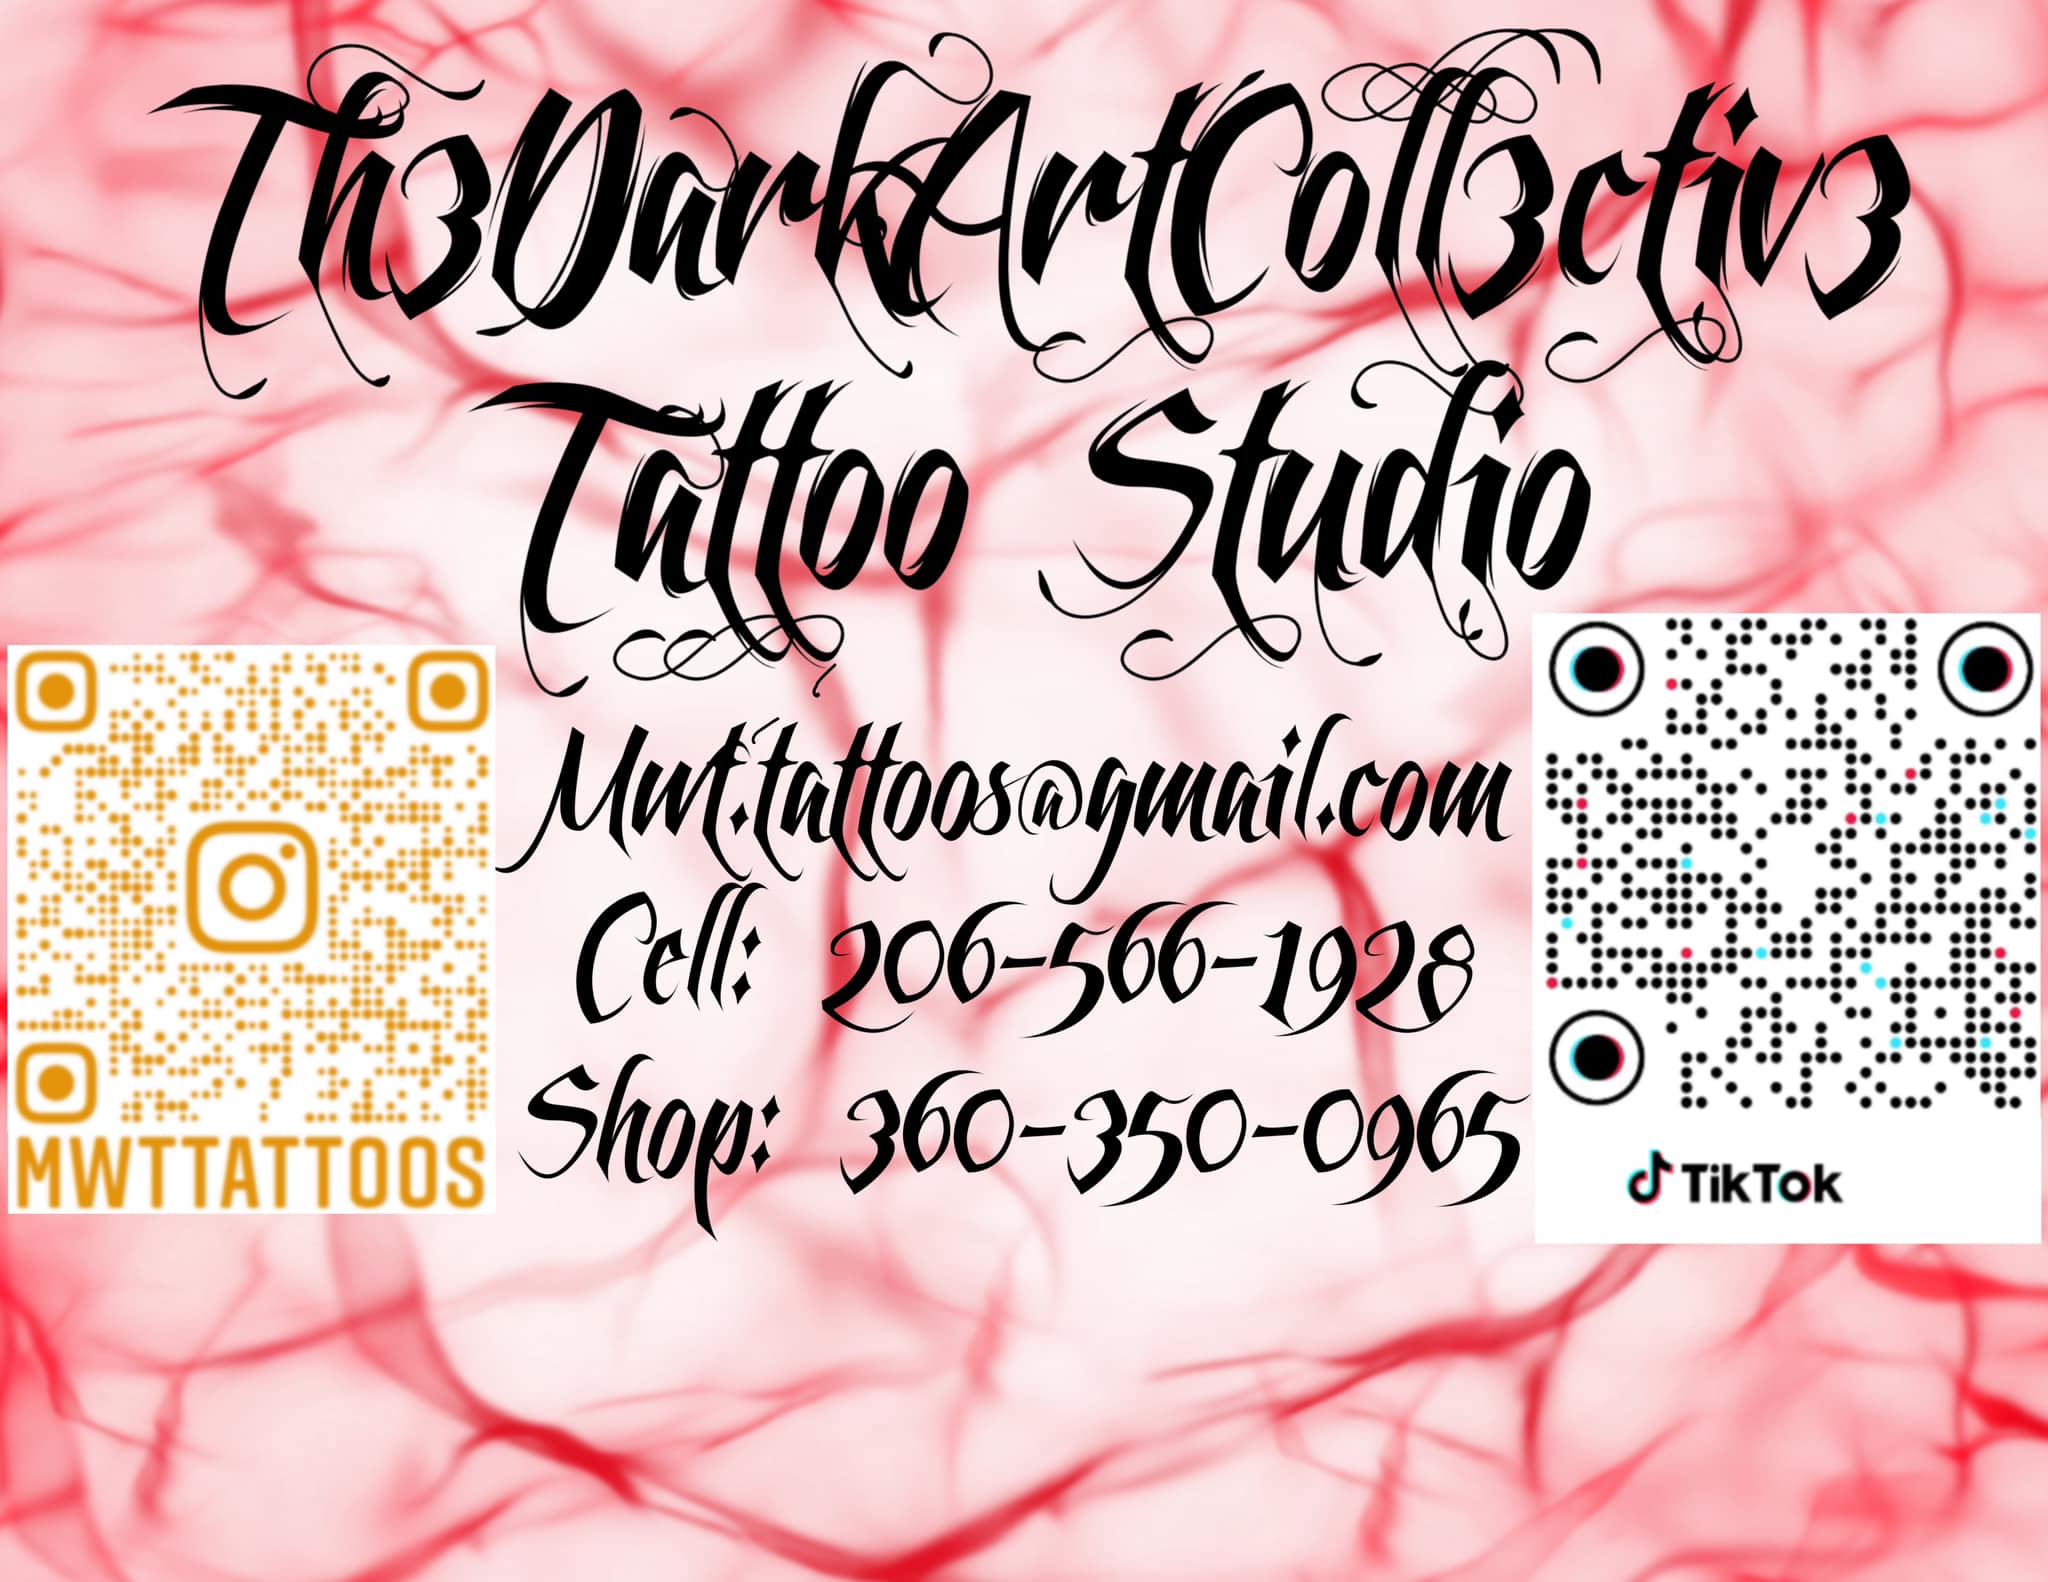 Th3DarkArtColl3ctiv3
Tattoo Studio
Mwt.tattoos@gmail.com
Cell: 206-566-1928
Shop: 360-350-0965
MWTTATTOOS
TikTok